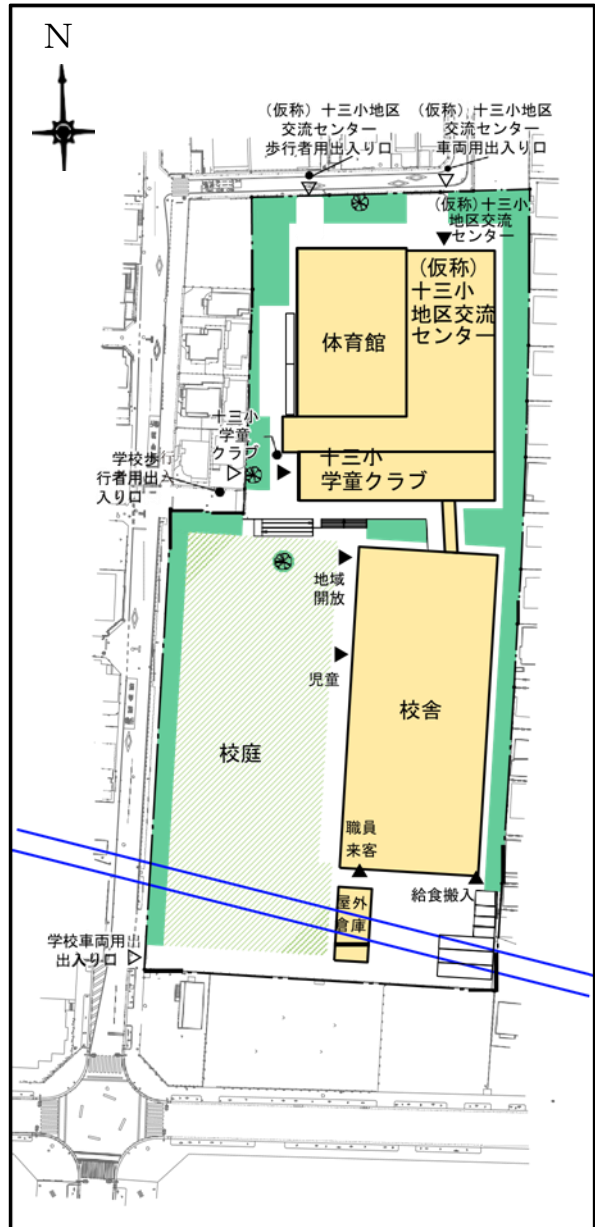 N
(仮称) 十三小地区
交流センター
歩行者用出入り口
(仮称) 十三小地区
交流センター
車両用出入り口
(仮称)十三小
地区交流
センター
(仮称)
十三小
地区交流
センター
体育館
十三小
学童
クラブ
十三小
学童クラブ
学校歩行
者用出
入り口
地域
開放
児童
校舎
校庭
職員
来客
給食搬入
屋外
倉庫
学校車両用出
出入り口